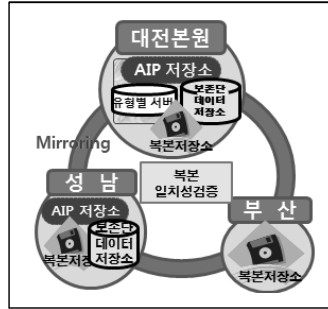 대전본원
AIP 저장소
유형별 서버
보존단
데이터
저장소
복본저장소
Mirroring
복본
일치성검증
성 남
AIP 저장소
보존단
데이터
저장소
복본저장
부 산
복본저장소